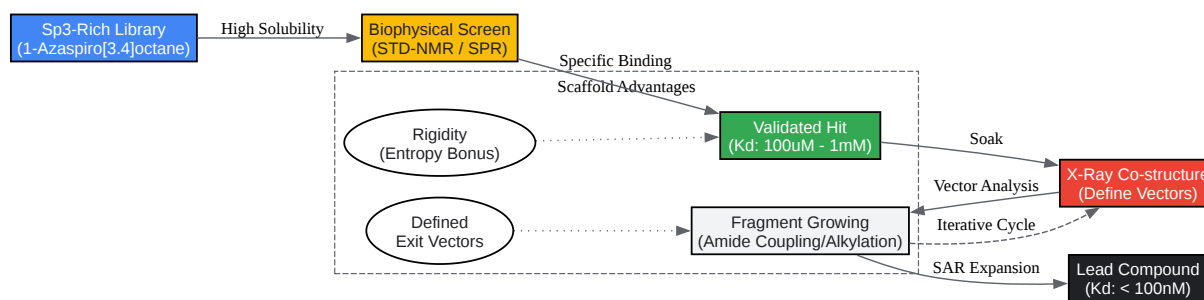 Sp3-Rich Library
(1-Azaspiro[3.4]octane)
High Solubility
Biophysical Screen
(STD-NMR / SPR)
Specific Binding
Scaffold Advantages
Rigidity
(Entropy Bonus)
Validated Hit
(Kd: 100uM - 1mM)
Soak
X-Ray Co-structure
(Define Vectors)
Vector Analysis
Defined
Exit Vectors
Fragment Growing
(Amide Coupling/Alkylation)
Iterative Cycle
SAR Expansion
Lead Compound
(Kd: < 100nM)